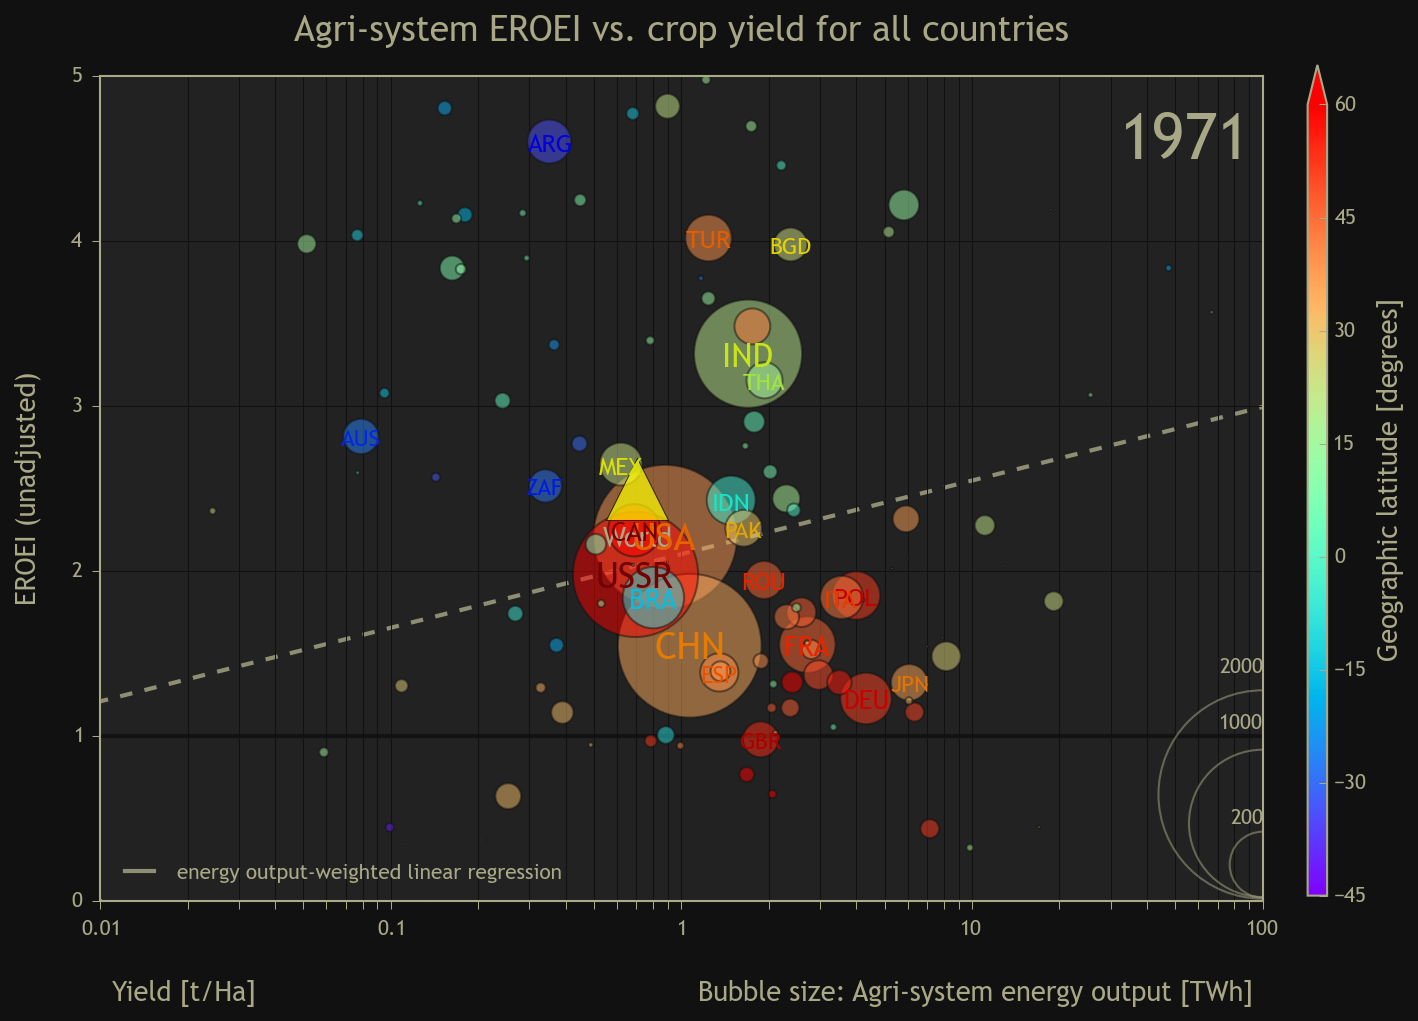 Agri-system EROEI vs. crop yield for all countries
1971
5
4
3
2
1
0
EROEI (unadjusted)
ARG
TUR
BGD
IND
THA
AUS
MEX
ZAF
IDN
PAK
CAN
World
USA
USSR
BRA
ROU
ITA
POL
CHN
FRA
ESP
JPN
DEU
GBR
2000
1000
200
energy output-weighted linear regression
0.01
0.1
1
10
100
Yield [t/Ha]
Bubble size: Agri-system energy output [TWh]
60
45
30
15
0
−15
−30
−45
Geographic latitude [degrees]